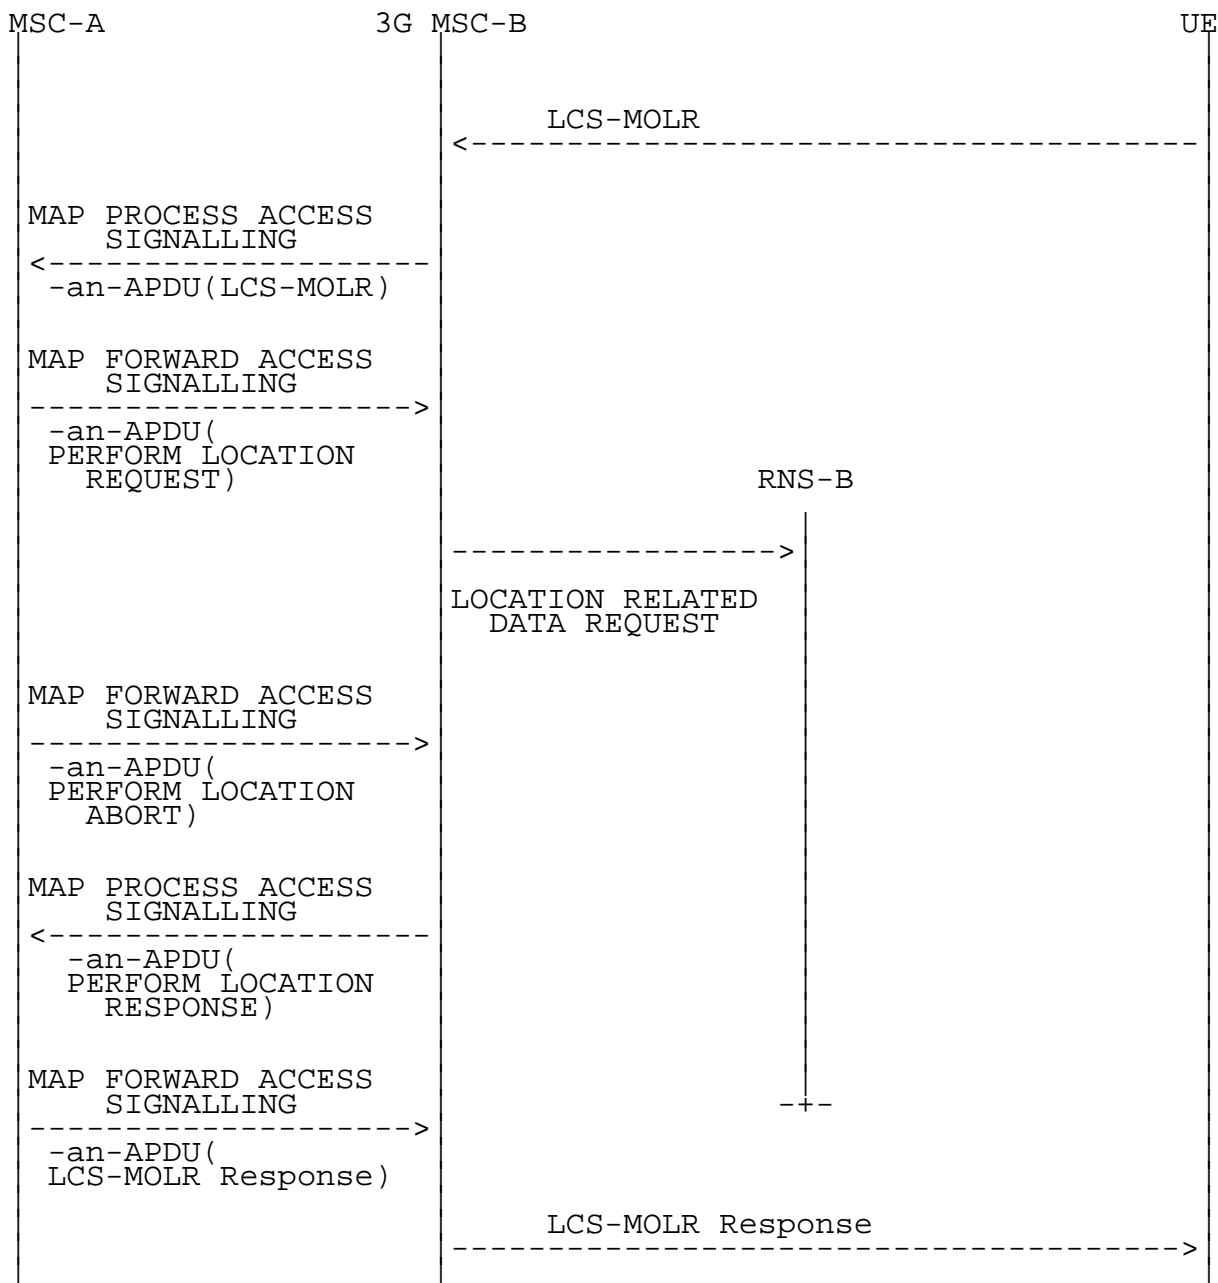 MSC-A 3G MSC-B UE
LCS-MOLR
MAP PROCESS ACCESS
SIGNALLING
-an-APDU(LCS-MOLR)
MAP FORWARD ACCESS
SIGNALLING
-an-APDU(
PERFORM LOCATION
REQUEST)
RNS-B
LOCATION RELATED
DATA REQUEST
MAP FORWARD ACCESS
SIGNALLING
-an-APDU(
PERFORM LOCATION
ABORT)
MAP PROCESS ACCESS
SIGNALLING
-an-APDU(
PERFORM LOCATION
RESPONSE)
MAP FORWARD ACCESS
SIGNALLING
-an-APDU(
LCS-MOLR Response)
LCS-MOLR Response